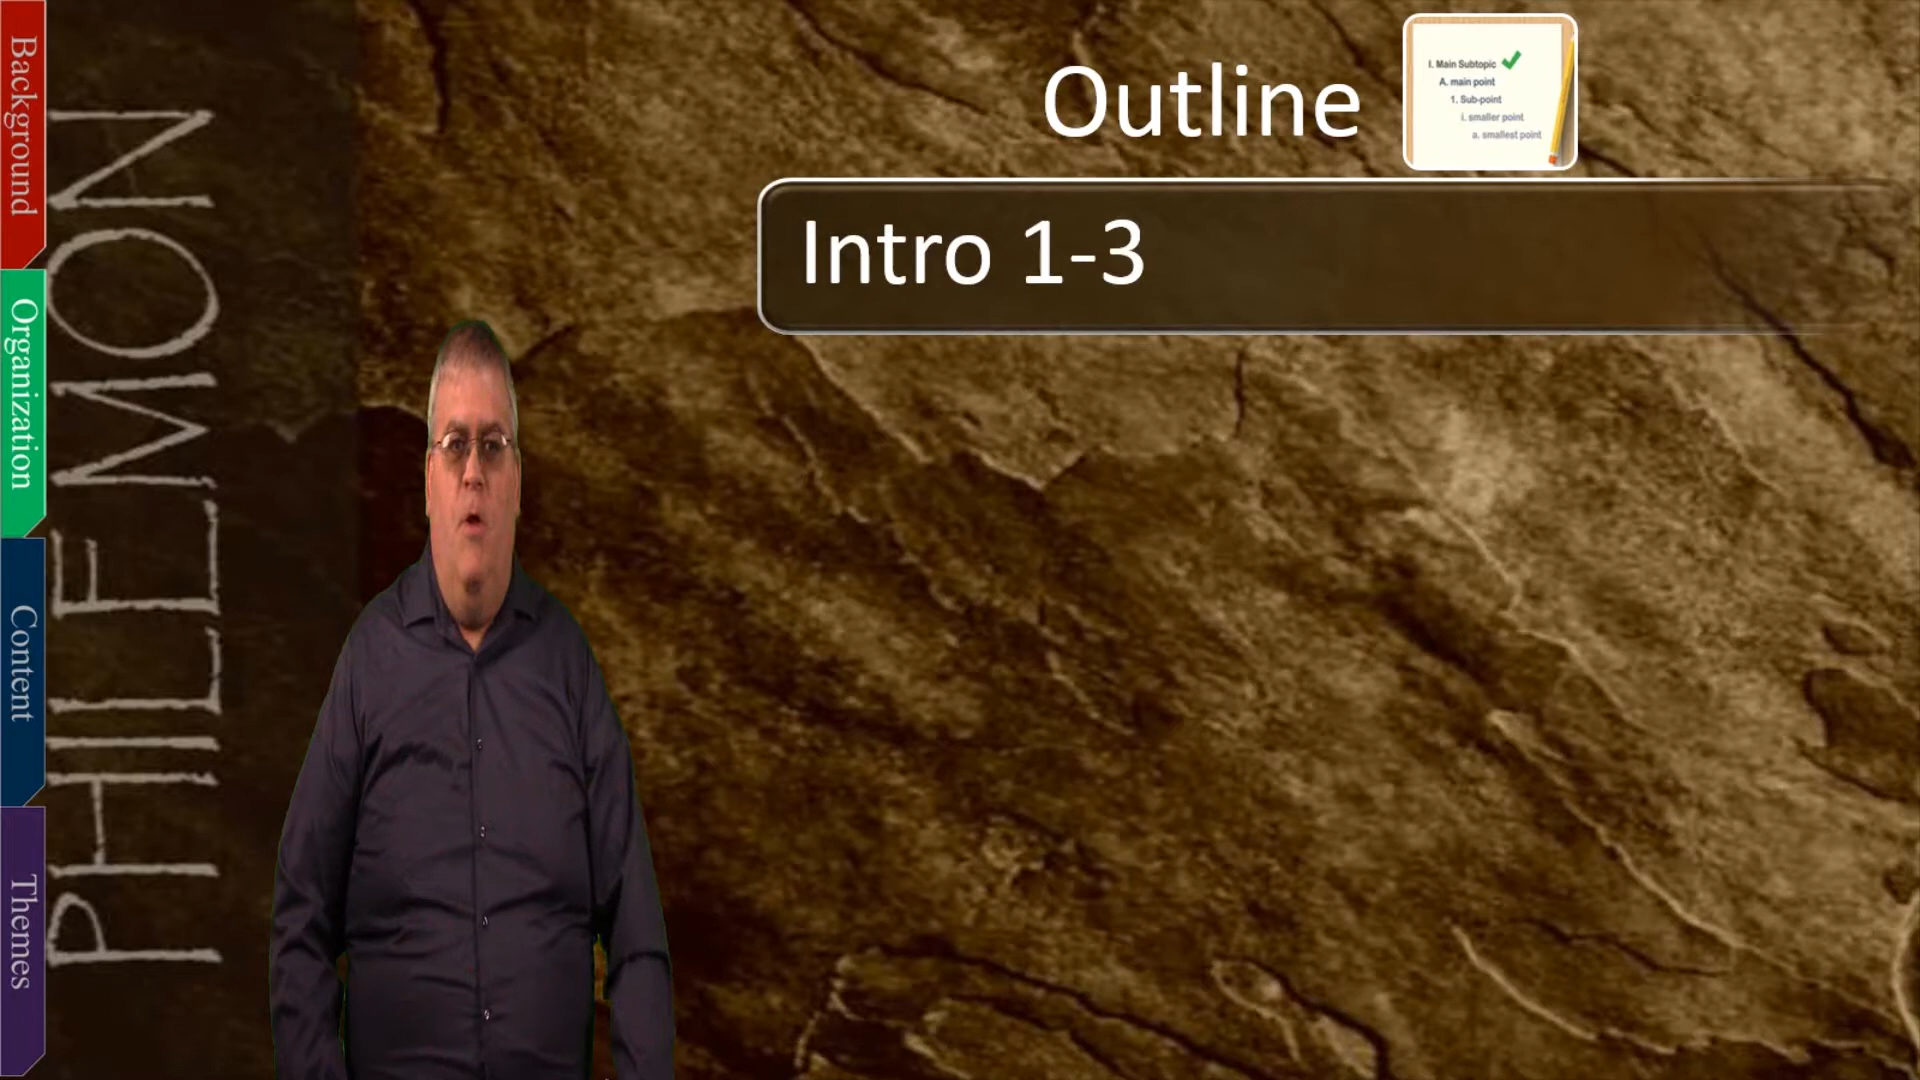 Background
Organization
Content
Themes
PHILEMON
Outline
I. Main Subtopic
A. main point
1. Sub-point
i. smaller point
a. smallest point
Intro 1-3